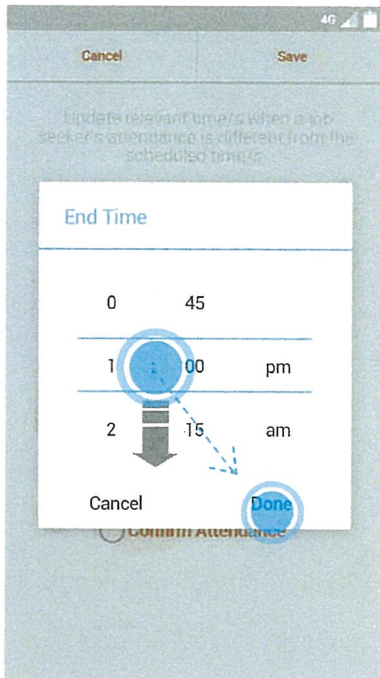 4G
Cancel Save
Update relevant time/s when a job
seeker's attendance is different from the
scheduled time/s
End Time
0 45
1 : 00 pm
2 15 am
Cancel Done
Confirm Attendance